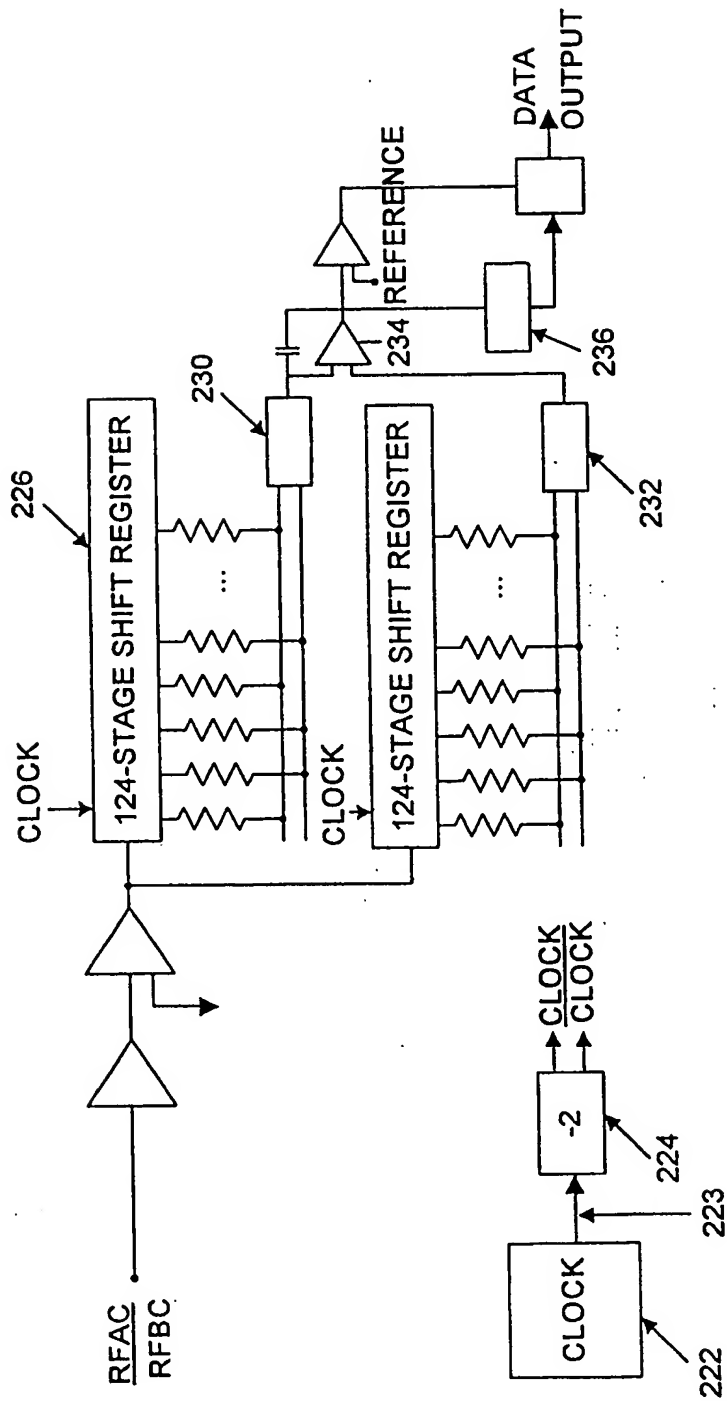 226
CLOCK
124-STAGE SHIFT REGISTER
...
230
RFAC
RFBC
CLOCK
124-STAGE SHIFT REGISTER
...
232
234
REFERENCE
236
DATA
OUTPUT
CLOCK
222
223
-2
224
CLOCK
CLOCK